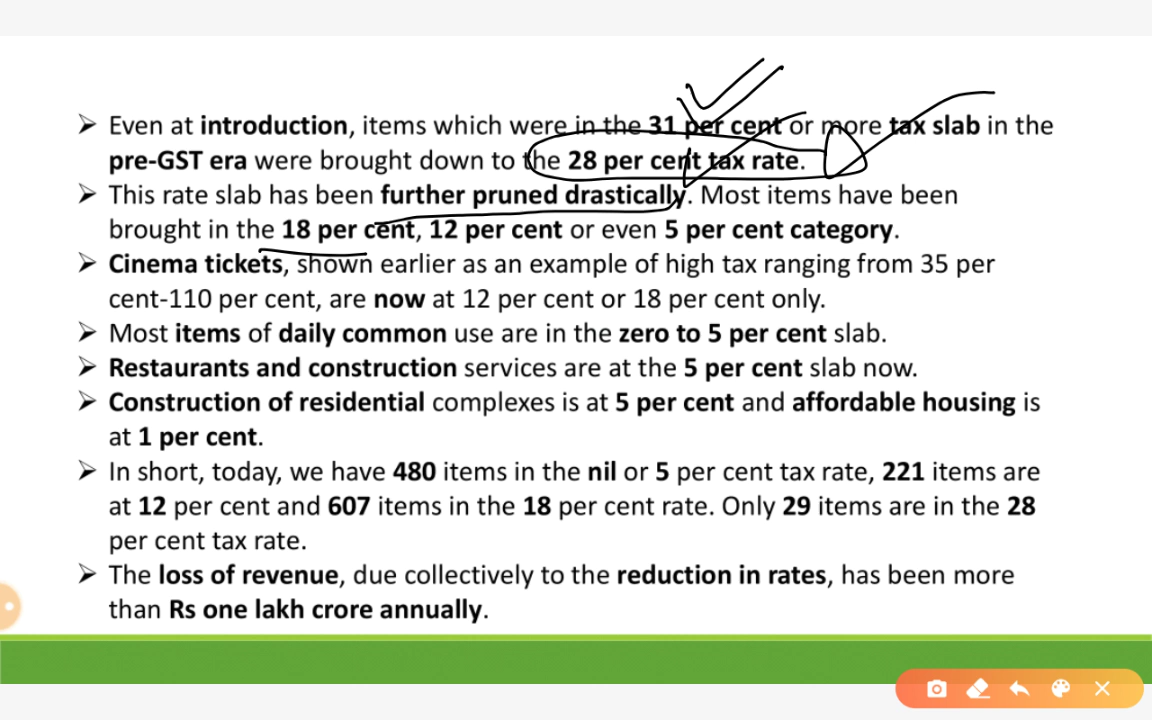 ➢ Even at introduction, items which were in the 31 per cent or more tax slab in the
pre-GST era were brought down to the 28 per cent tax rate.
➢ This rate slab has been further pruned drastically. Most items have been
brought in the 18 per cent, 12 per cent or even 5 per cent category.
➢ Cinema tickets, shown earlier as an example of high tax ranging from 35 per
cent-110 per cent, are now at 12 per cent or 18 per cent only.
➢ Most items of daily common use are in the zero to 5 per cent slab.
➢ Restaurants and construction services are at the 5 per cent slab now.
➢ Construction of residential complexes is at 5 per cent and affordable housing is
at 1 per cent.
➢ In short, today, we have 480 items in the nil or 5 per cent tax rate, 221 items are
at 12 per cent and 607 items in the 18 per cent rate. Only 29 items are in the 28
per cent tax rate.
➢ The loss of revenue, due collectively to the reduction in rates, has been more
than Rs one lakh crore annually.